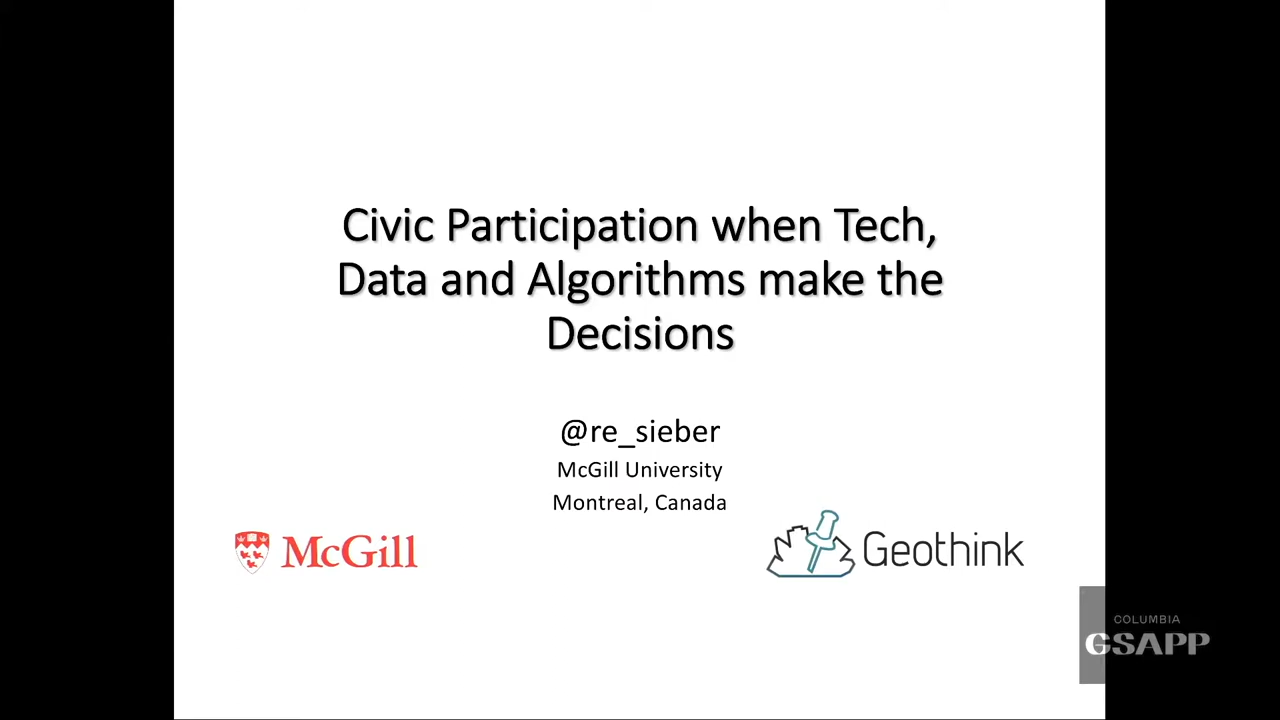 Civic Participation when Tech,
Data and Algorithms make the
Decisions
@re_sieber
McGill University
Montreal, Canada
McGill
Geothink
COLUMBIA
GSAPP